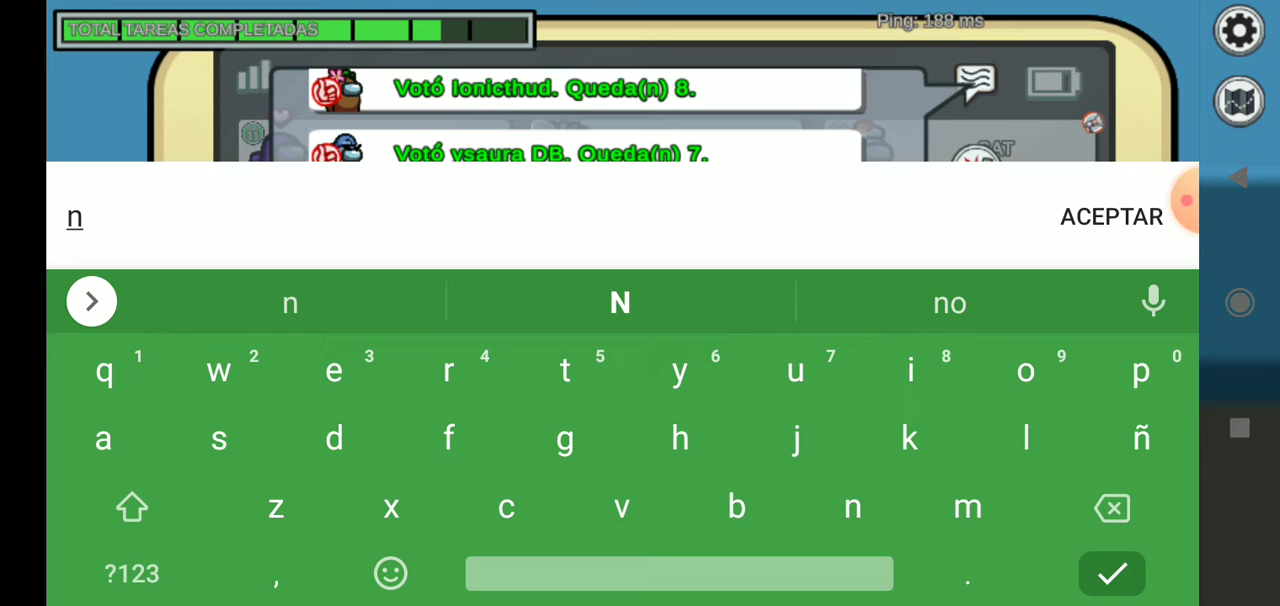 TOTAL TAREAS COMPLETADAS
Ping: 188 ms
Votó Ionicthud. Queda(n) 8.
Votó ysaura DB. Queda(n) 7.
n
ACEPTAR
n N no
q 1 w 2 e 3 r 4 t 5 y 6 u 7 i 8 o 9 p 0
a s d f g h j k l ñ
z x c v b n m
?123 , .